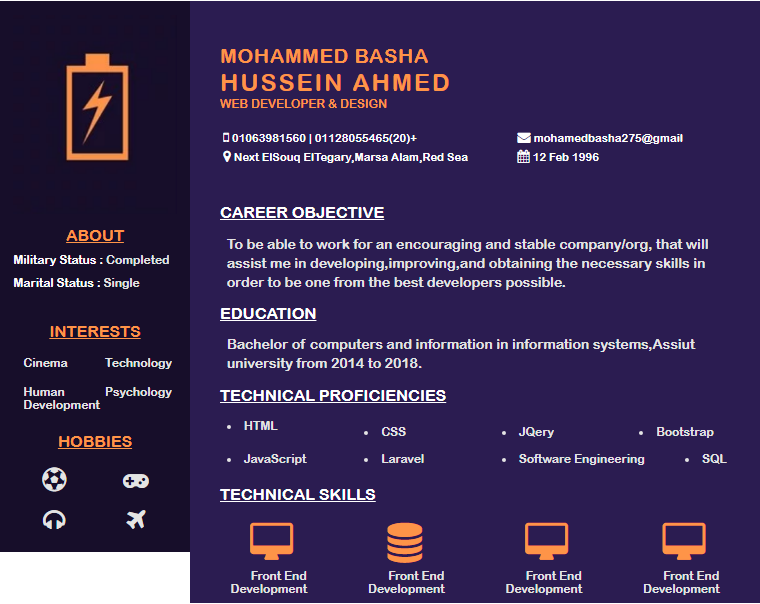 MOHAMMED BASHA
HUSSEIN AHMED
WEB DEVELOPER & DESIGN
01063981560 | 01128055465(20)+
mohamedbasha275@gmail
Next ElSouq ElTegary,Marsa Alam,Red Sea
12 Feb 1996
ABOUT
Military Status : Completed
Marital Status : Single
INTERESTS
Cinema
Technology
Human
Development
Psychology
HOBBIES
CAREER OBJECTIVE
To be able to work for an encouraging and stable company/org, that will
assist me in developing,improving,and obtaining the necessary skills in
order to be one from the best developers possible.
EDUCATION
Bachelor of computers and information in information systems,Assiut
university from 2014 to 2018.
TECHNICAL PROFICIENCIES
• HTML
• CSS
• JQery
• Bootstrap
• JavaScript
• Laravel
• Software Engineering
• SQL
TECHNICAL SKILLS
Front End
Development
Front End
Development
Front End
Development
Front End
Development